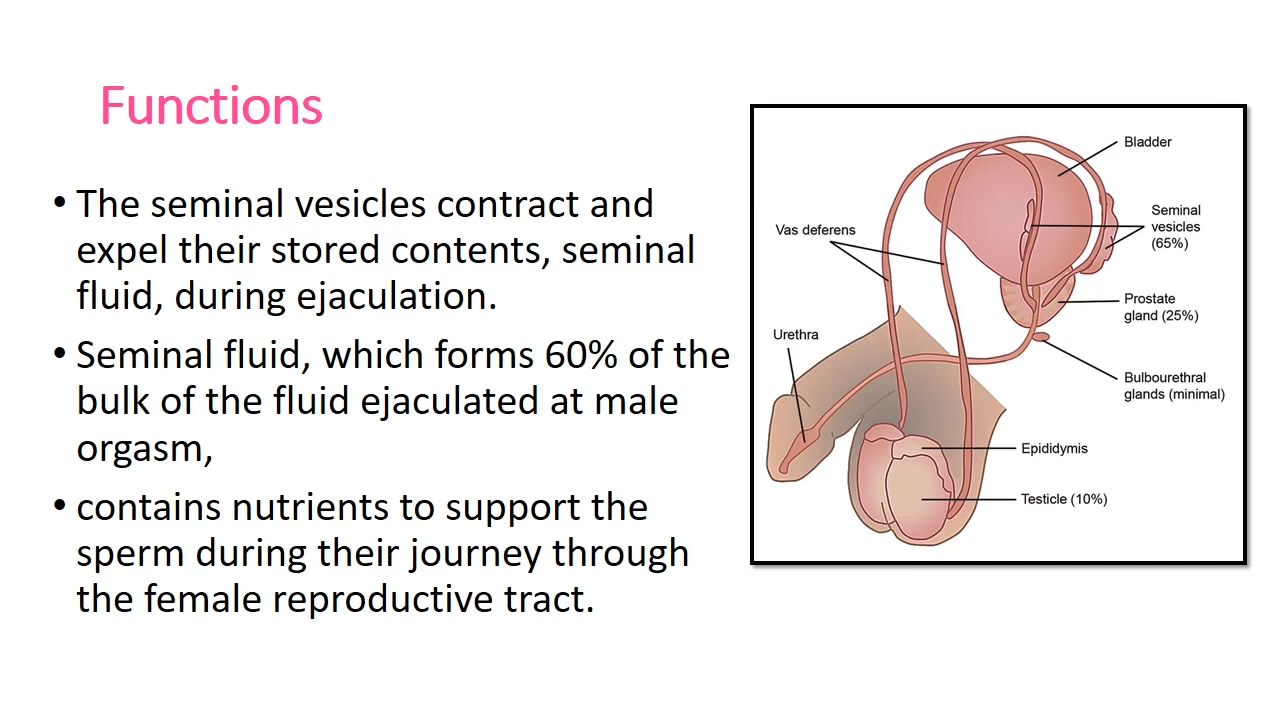 Functions
• The seminal vesicles contract and
expel their stored contents, seminal
fluid, during ejaculation.
• Seminal fluid, which forms 60% of the
bulk of the fluid ejaculated at male
orgasm,
• contains nutrients to support the
sperm during their journey through
the female reproductive tract.
Bladder
Seminal
vesicles
(65%)
Vas deferens
Prostate
gland (25%)
Urethra
Bulbourethral
glands (minimal)
Epididymis
Testicle (10%)